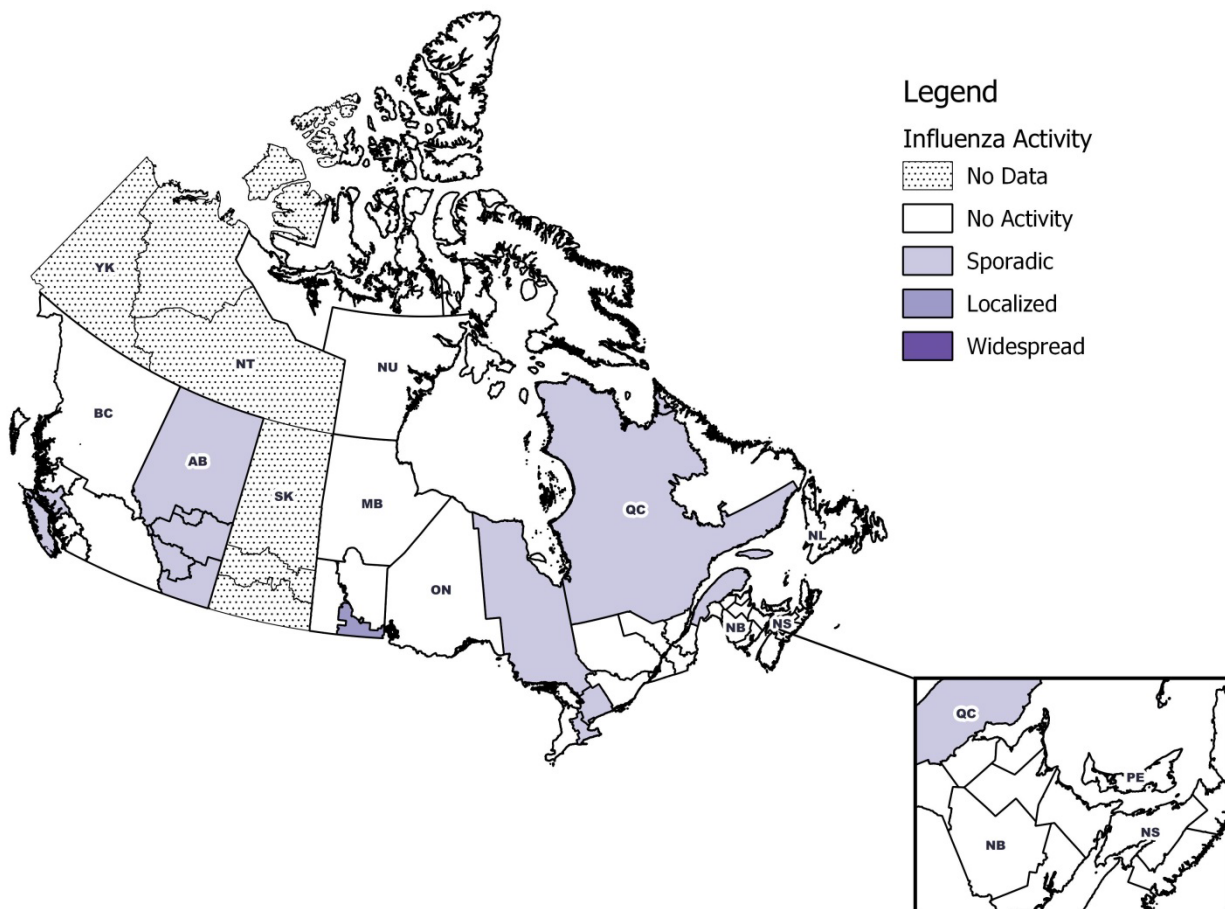 Legend
Influenza Activity
No Data
No Activity
Sporadic
Localized
Widespread
YK
NT
NU
BC
AB
SK
MB
ON
QC
NL
NB
NS
QC
PE
NS
NB